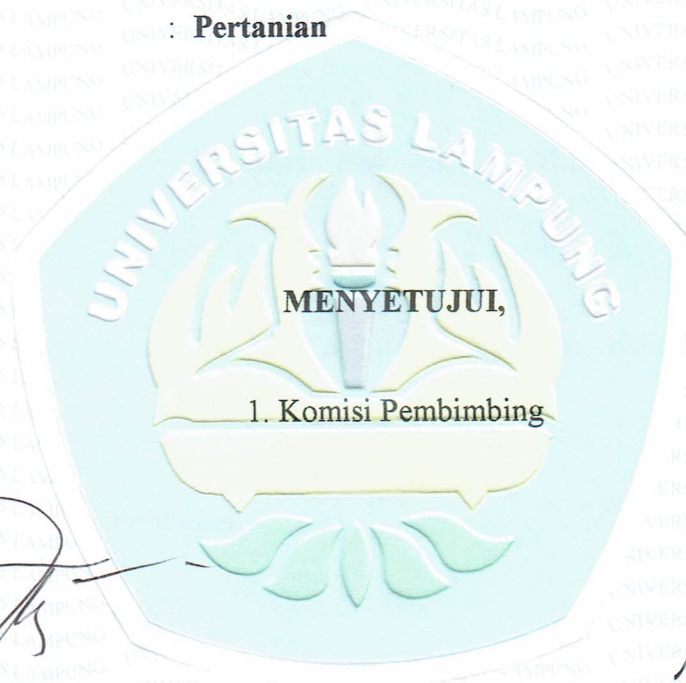 : Pertanian
UNIVERSITAS LAMPUNG
MENYETUJUI,
1. Komisi Pembimbing